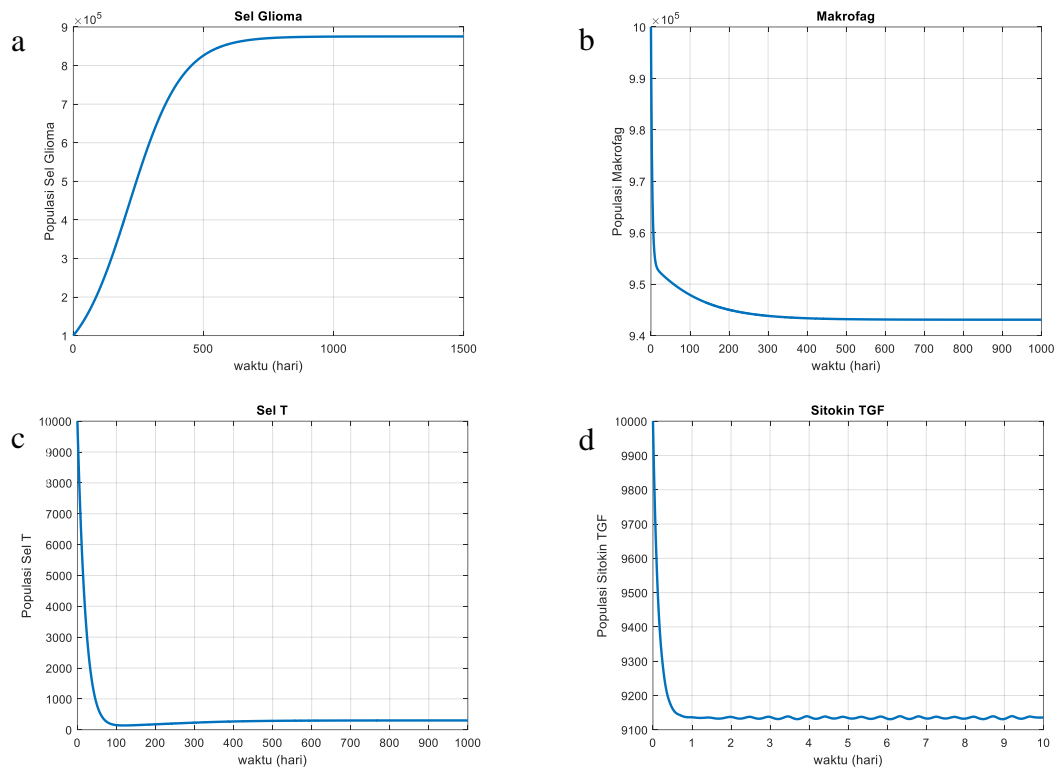 a
Sel Glioma
×10⁵
9
8
7
6
5
4
3
2
1
Populasi Sel Glioma
0 500 1000 1500
waktu (hari)
b
Makrofag
×10⁵
10
9.9
9.8
9.7
9.6
9.5
9.4
Populasi Makrofag
0 100 200 300 400 500 600 700 800 900 1000
waktu (hari)
c
Sel T
10000
9000
8000
7000
6000
5000
4000
3000
2000
1000
0
Populasi Sel T
0 100 200 300 400 500 600 700 800 900 1000
waktu (hari)
d
Sitokin TGF
10000
9900
9800
9700
9600
9500
9400
9300
9200
9100
Populasi Sitokin TGF
0 1 2 3 4 5 6 7 8 9 10
waktu (hari)